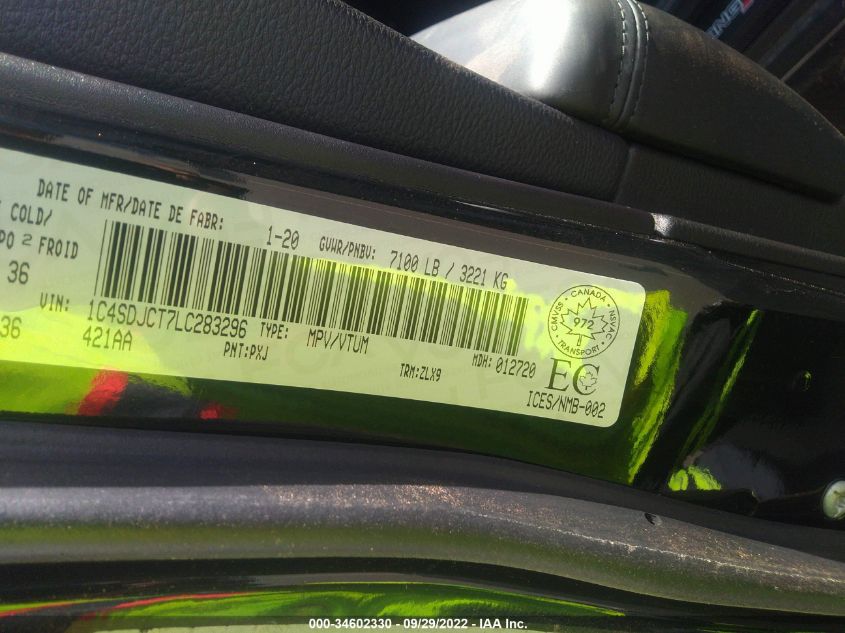 DATE OF MFR/DATE DE FABR: 1-20 GVWR/PNBV: 7100 LB / 3221 KG
COLD/
2 FROID
36
VIN: 1C4SDJCT7LC283296 TYPE: MPV/VTUM MDH: 012720
36
421AA PNT:PXJ TRM:ZLX9
CMVSS CANADA NSVAC
972
TRANSPORT
EC
ICES/NMB-002
000-34602330 - 09/29/2022 - IAA Inc.